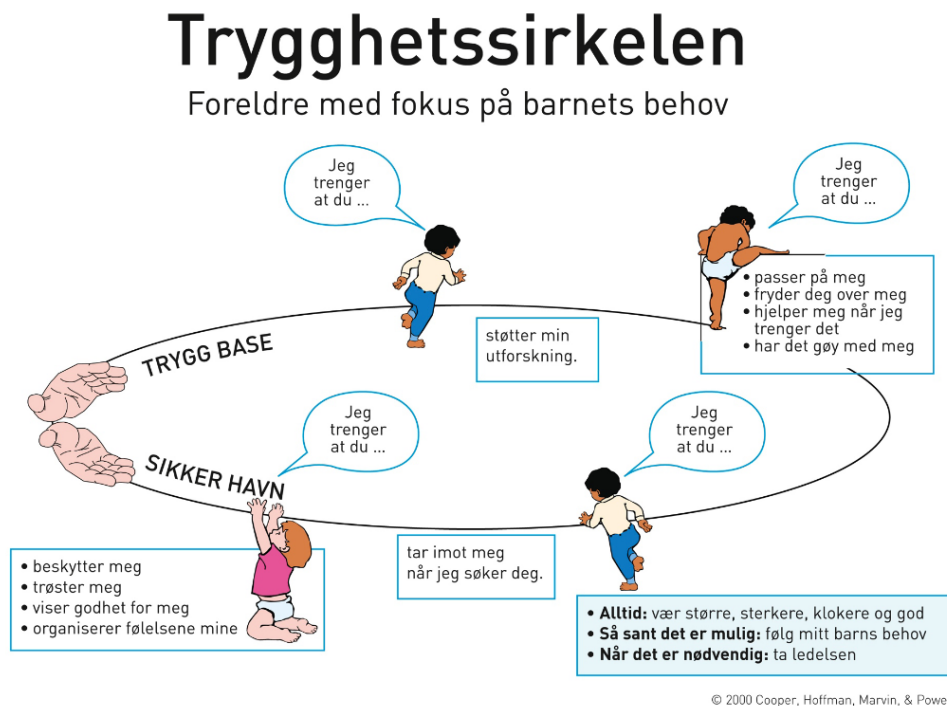 Trygghetssirkelen
Foreldre med fokus på barnets behov
Jeg
trenger
at du ...
Jeg
trenger
at du ...
• passer på meg
• fryder deg over meg
• hjelper meg når jeg
trenger det
• har det gøy med meg
støtter min
utforskning.
TRYGG BASE
SIKKER HAVN
Jeg
trenger
at du ...
Jeg
trenger
at du ...
• beskytter meg
• trøster meg
• viser godhet for meg
• organiserer følelsene mine
tar imot meg
når jeg søker deg.
• Alltid: vær større, sterkere, klokere og god
• Så sant det er mulig: følg mitt barns behov
• Når det er nødvendig: ta ledelsen
© 2000 Cooper, Hoffman, Marvin, & Powe